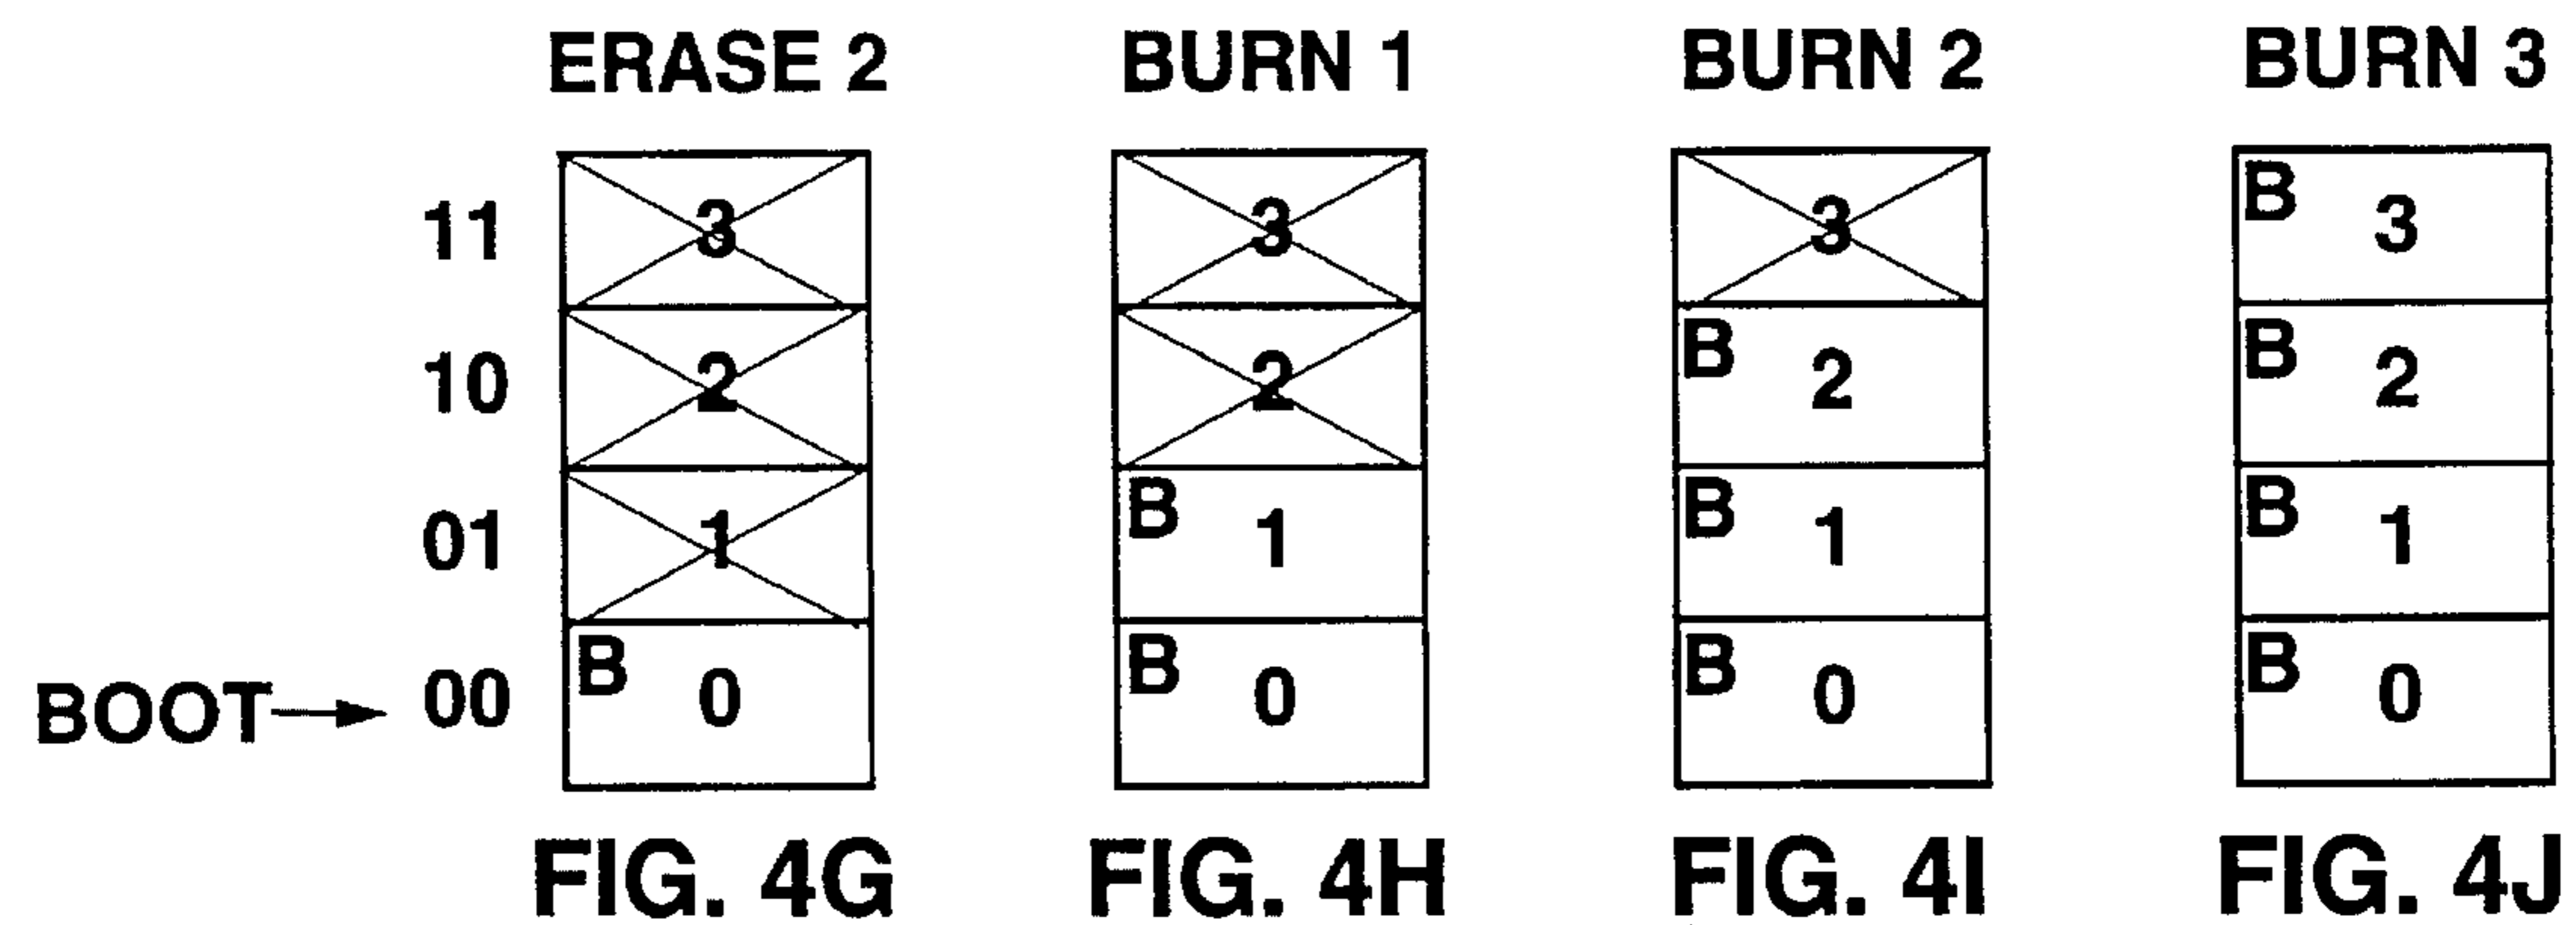 ERASE 2 BURN 1 BURN 2 BURN 3
11 3 3 3 B 3
10 2 2 B 2 B 2
01 1 B 1 B 1 B 1
BOOT 00 B 0 B 0 B 0 B 0
FIG. 4G FIG. 4H FIG. 4I FIG. 4J